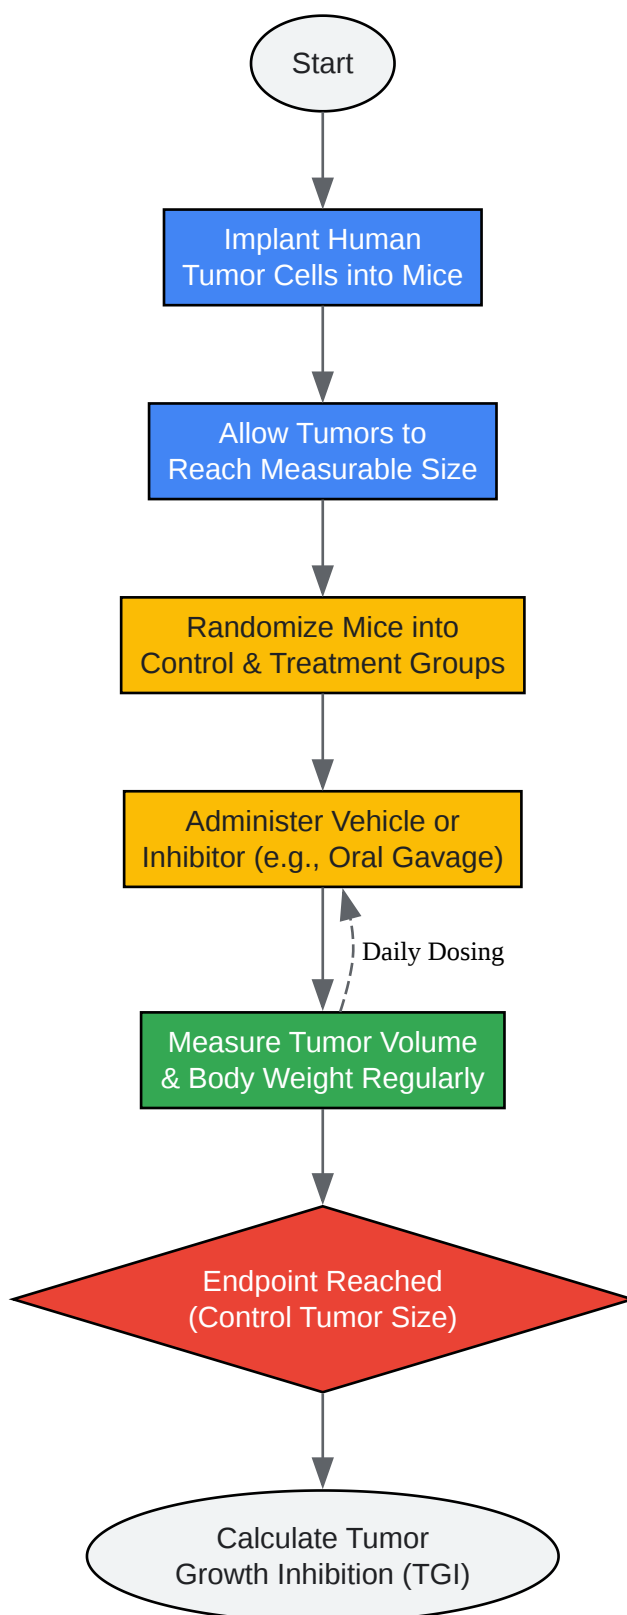 Start
Implant Human
Tumor Cells into Mice
Allow Tumors to
Reach Measurable Size
Randomize Mice into
Control & Treatment Groups
Administer Vehicle or
Inhibitor (e.g., Oral Gavage)
Daily Dosing
Measure Tumor Volume
& Body Weight Regularly
Endpoint Reached
(Control Tumor Size)
Calculate Tumor
Growth Inhibition (TGI)